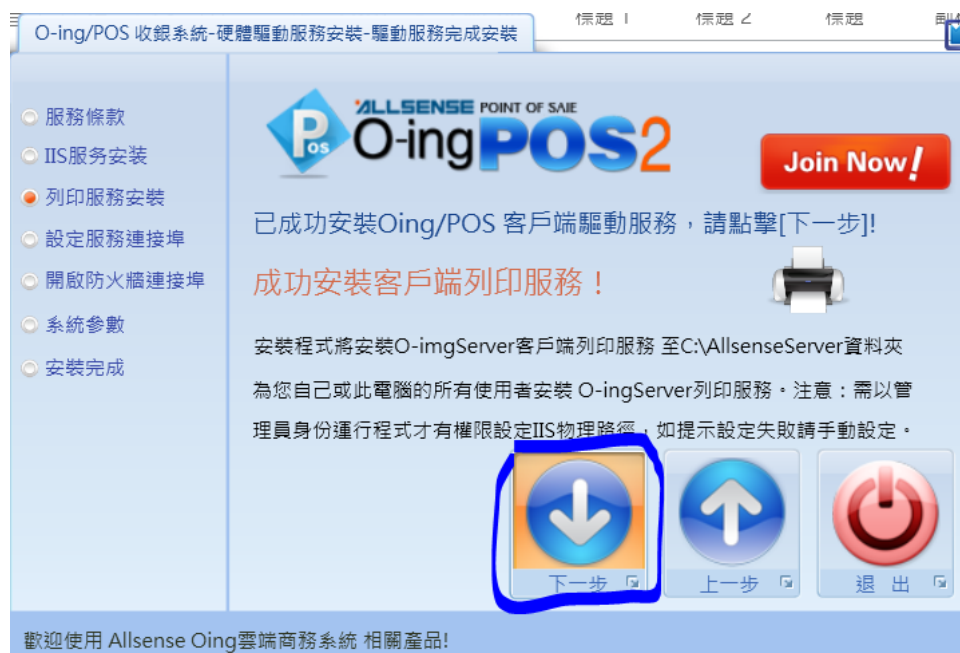 標題 1 標題 2 標題 副
O-ing/POS 收銀系統-硬體驅動服務安裝-驅動服務完成安裝
服務條款
IIS服务安装
列印服務安裝
設定服務連接埠
開啟防火牆連接埠
系統參數
安裝完成
Pos
ALLSENSE POINT OF SAlE
O-ingPOS2
Join Now!
已成功安裝Oing/POS 客戶端驅動服務，請點擊[下一步]!
成功安裝客戶端列印服務！
安裝程式將安裝O-imgServer客戶端列印服務 至C:\AllsenseServer資料夾
為您自己或此電腦的所有使用者安裝 O-ingServer列印服務。注意：需以管
理員身份運行程式才有權限設定IIS物理路徑，如提示設定失敗請手動設定。
下一步
上一步
退 出
歡迎使用 Allsense Oing雲端商務系統 相關產品!